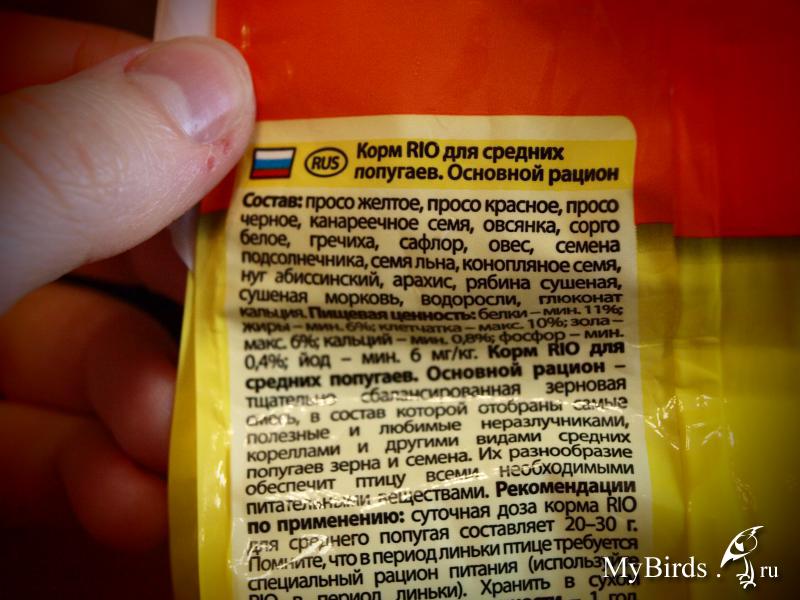 RUS
Корм RIO для средних
попугаев. Основной рацион
Состав: просо желтое, просо красное, просо
черное, канареечное семя, овсянка, сорго
белое, гречиха, сафлор, овес, семена
подсолнечника, семя льна, конопляное семя,
нуг абиссинский, арахис, рябина сушеная,
сушеная морковь, водоросли, глюконат
кальция. Пищевая ценность: белки – мин. 11%;
жиры – мин. 6%; клетчатка – макс. 10%; зола –
макс. 6%; кальций – мин. 0,8%; фосфор – мин.
0,4%; йод – мин. 6 мг/кг. Корм RIO для
средних попугаев. Основной рацион –
тщательно сбалансированная зерновая
смесь, в состав которой отобраны самые
полезные и любимые неразлучниками,
кореллами и другими видами средних
попугаев зерна и семена. Их разнообразие
обеспечит птицу всеми необходимыми
питательными веществами. Рекомендации
по применению: суточная доза корма RIO
для среднего попугая составляет 20–30 г.
Помните, что в период линьки птице требуется
специальный рацион питания (используйте
RIO в период линьки). Хранить в сухом
– 1 год
MyBirds.ru